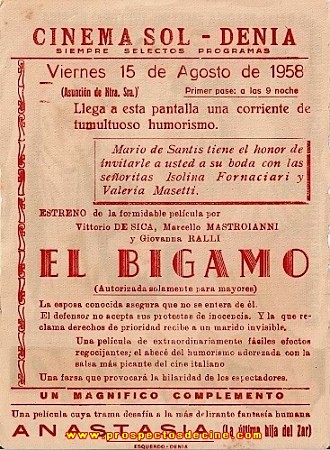 CINEMA SOL - DENIA
SIEMPRE SELECTOS PROGRAMAS
Viernes 15 de Agosto de 1958
(Asunción de Ntra. Sra.)
Primer pase: a las 9 noche
Llega a esta pantalla una corriente de
tumultuoso humorismo.
Mario de Santis tiene el honor de
invitarle a usted a su boda con las
señoritas Isolina Fornaciari y
Valeria Masetti.
ESTRENO de la formidable película por
Vittorio DE SICA, Marcello MASTROIANNI
y Giovanna RALLI
EL BIGAMO
(Autorizada solamente para mayores)
La esposa conocida asegura que no se entera de él.
El defensor no acepta sus protestas de inocencia. Y la que re-
clama derechos de prioridad recibe a un marido invisible.
Una película de extraordinariamente fáciles efectos
regocijantes; el abecé del humorismo aderezada con la
salsa más picante del cine italiano
Una farsa que provocará la hilaridad de los espectadores.
UN MAGNIFICO COMPLEMENTO
Una película cuya trama desafía a la más delirante fantasía humana
ANASTASIA (La última hija del Zar)
www.prospectosdecine.com
ESQUERDO - DENIA